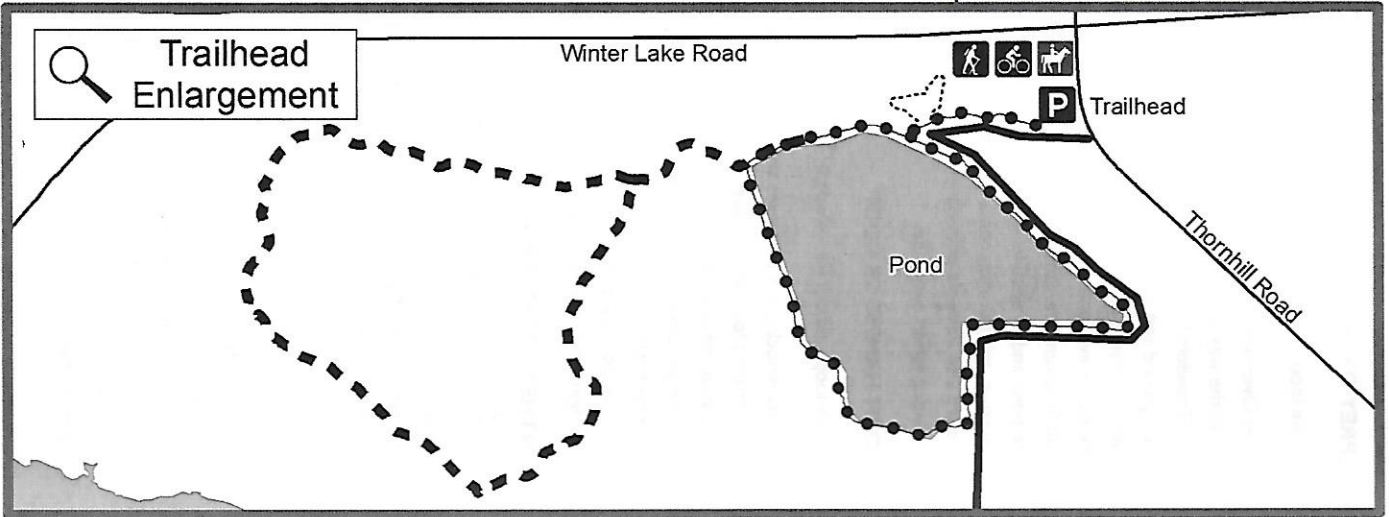 Trailhead
Enlargement
Winter Lake Road
P
Trailhead
Thornhill Road
Pond